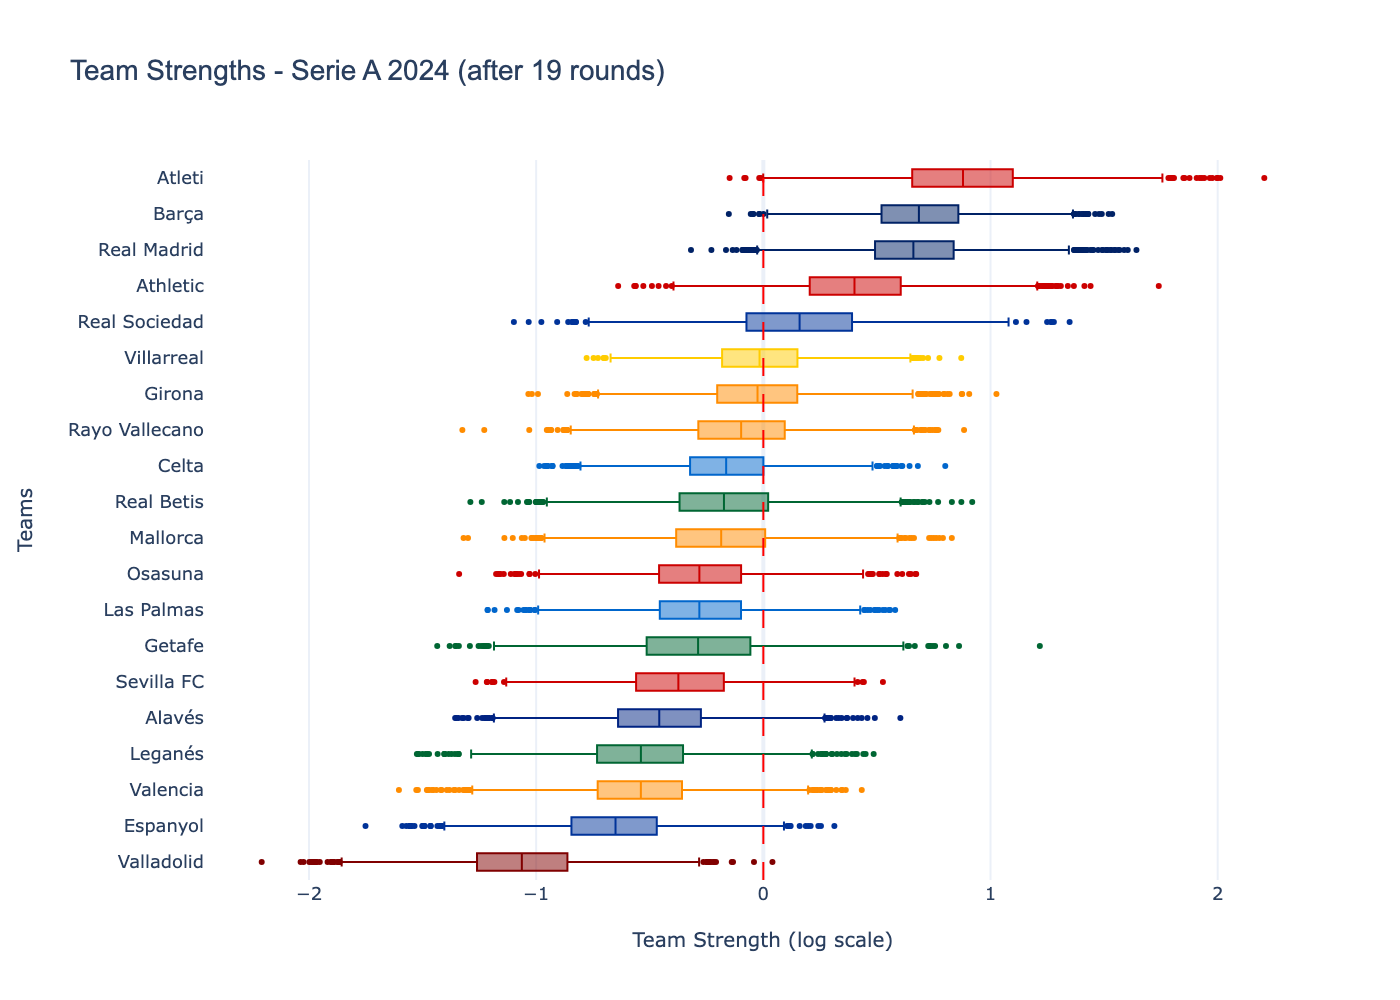 Team Strengths - Serie A 2024 (after 19 rounds)
Teams
Atleti
Barça
Real Madrid
Athletic
Real Sociedad
Villarreal
Girona
Rayo Vallecano
Celta
Real Betis
Mallorca
Osasuna
Las Palmas
Getafe
Sevilla FC
Alavés
Leganés
Valencia
Espanyol
Valladolid
−2 −1 0 1 2
Team Strength (log scale)